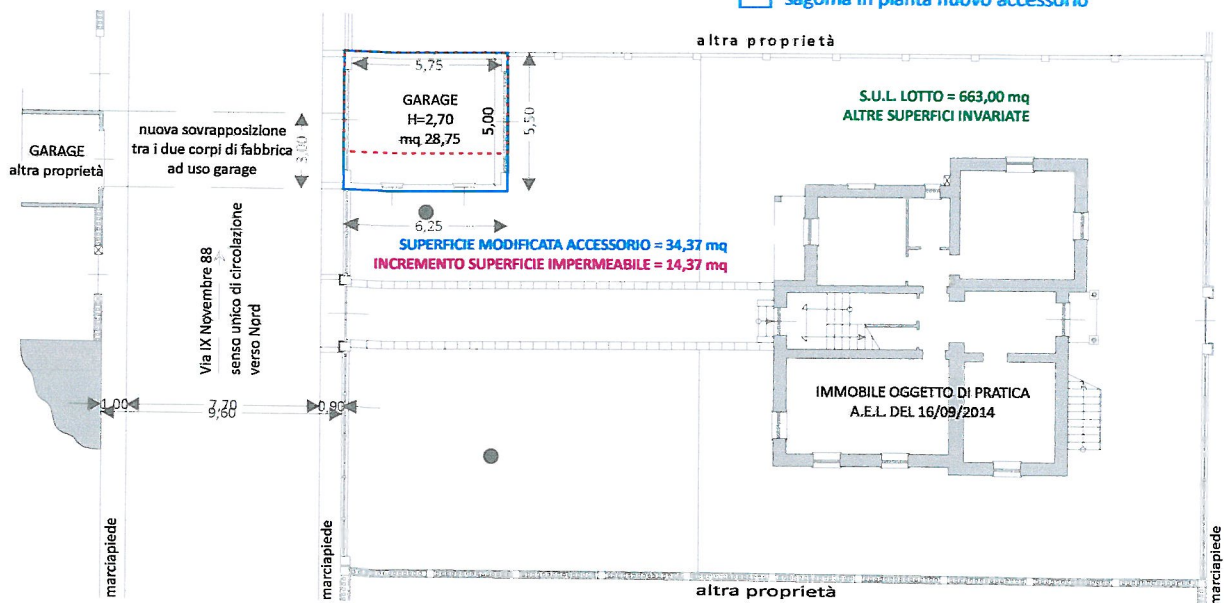 sagoma in pianta nuovo accessorio
altra proprietà
5,75
GARAGE
H=2,70
mq 28,75
5,00
5,50
S.U.L. LOTTO = 663,00 mq
ALTRE SUPERFICI INVARIATE
GARAGE
altra proprietà
nuova sovrapposizione
tra i due corpi di fabbrica
ad uso garage
3,00
6,25
SUPERFICIE MODIFICATA ACCESSORIO = 34,37 mq
INCREMENTO SUPERFICIE IMPERMEABILE = 14,37 mq
Via IX Novembre 88
senso unico di circolazione
verso Nord
IMMOBILE OGGETTO DI PRATICA
A.E.L. DEL 16/09/2014
1,00
7,70
0,90
9,60
marciapiede
marciapiede
altra proprietà
marciapiede